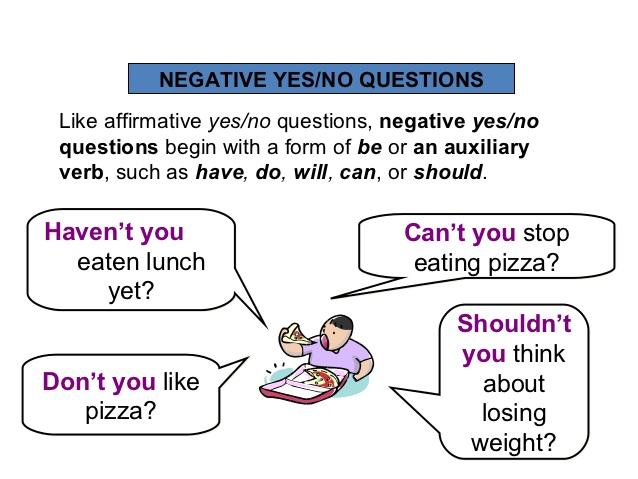 NEGATIVE YES/NO QUESTIONS
Like affirmative yes/no questions, negative yes/no
questions begin with a form of be or an auxiliary
verb, such as have, do, will, can, or should.
Haven’t you
eaten lunch
yet?
Can’t you stop
eating pizza?
Don’t you like
pizza?
Shouldn’t
you think
about
losing
weight?